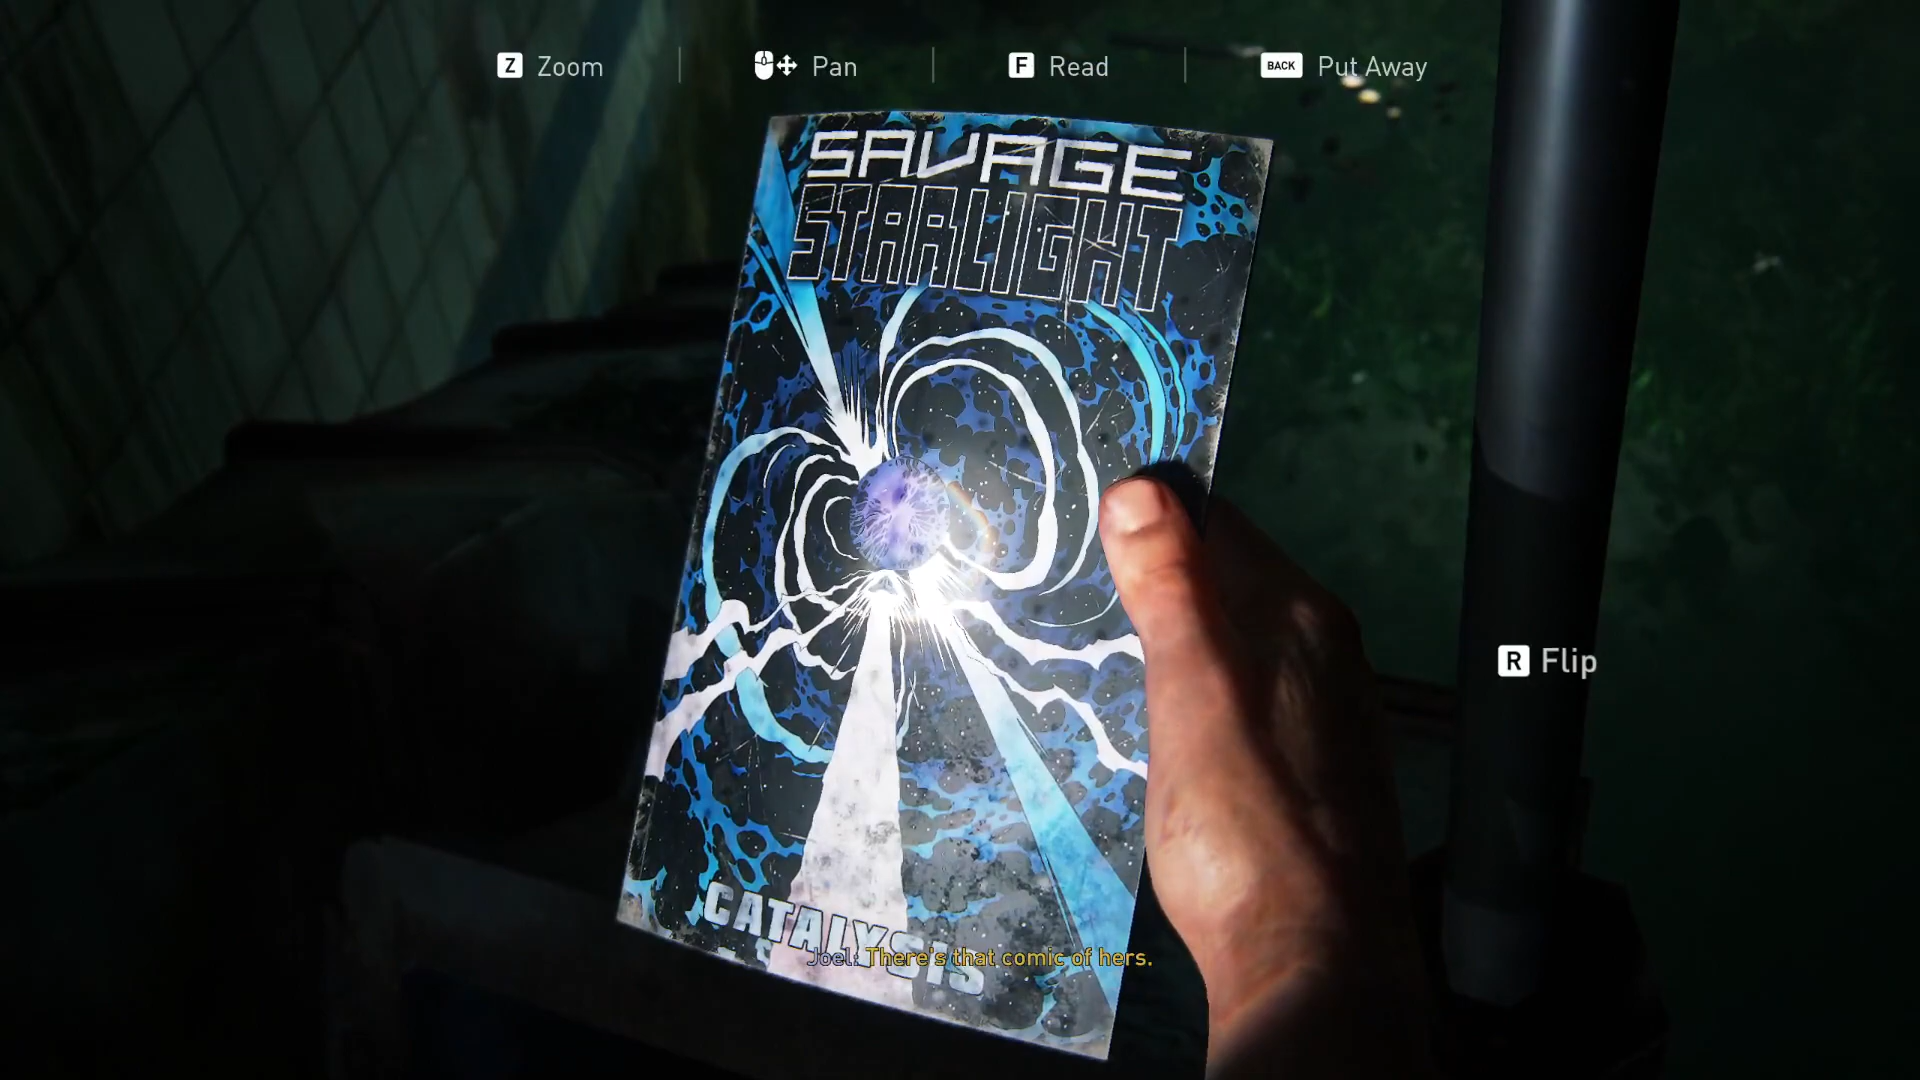 Z Zoom
Pan
F Read
BACK Put Away
SAVAGE
STARLIGHT
R Flip
CATALYSIS
Joel: There's that comic of hers.